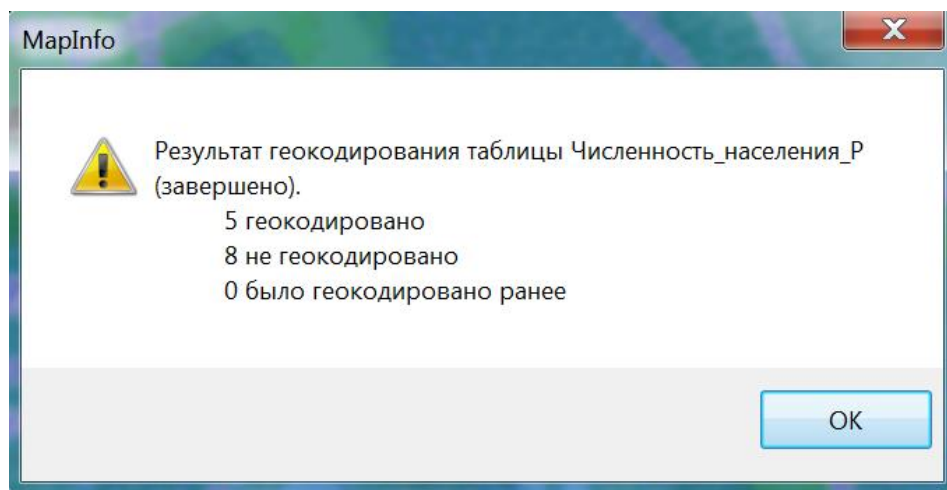 MapInfo
Результат геокодирования таблицы Численность_населения_Р
(завершено).
5 геокодировано
8 не геокодировано
0 было геокодировано ранее
OK